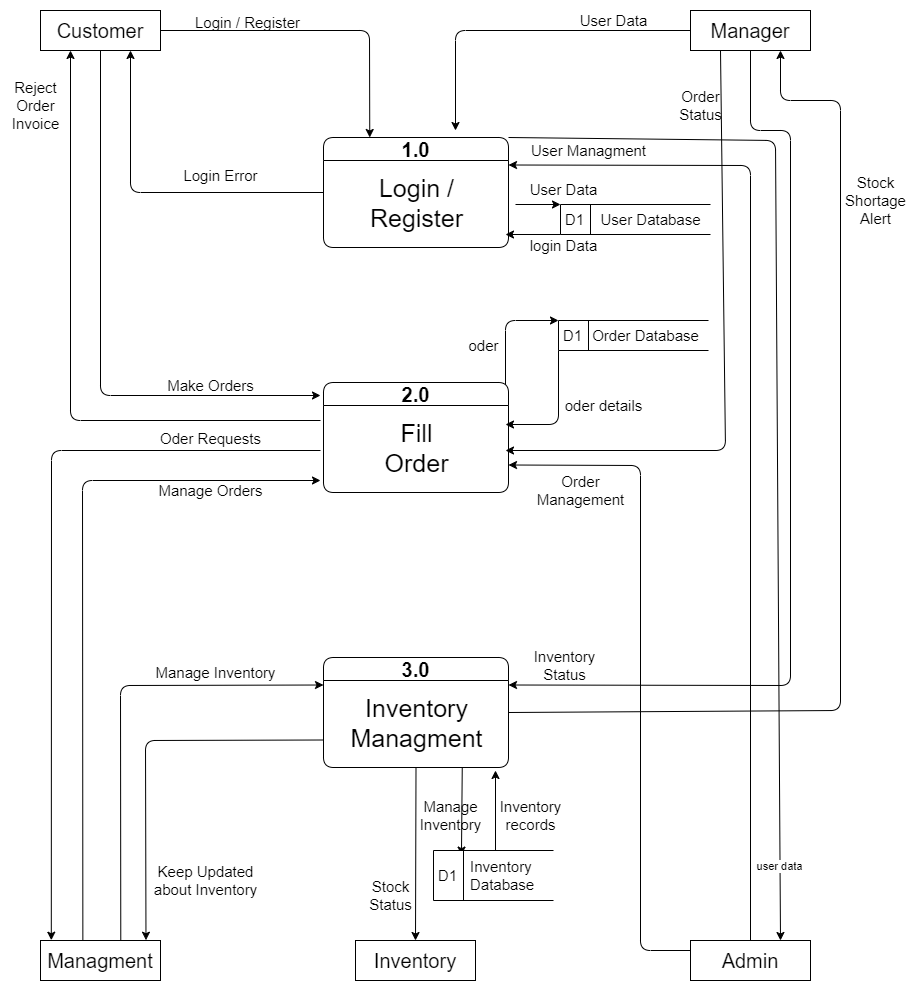 Customer
Login / Register
User Data
Manager
Reject
Order
Invoice
Order
Status
1.0
Login /
Register
User Managment
Login Error
User Data
D1
User Database
login Data
Stock
Shortage
Alert
oder
D1
Order Database
Make Orders
2.0
Fill
Order
oder details
Oder Requests
Manage Orders
Order
Management
Manage Inventory
3.0
Inventory
Managment
Inventory
Status
Manage
Inventory
Inventory
records
Keep Updated
about Inventory
Stock
Status
D1
Inventory
Database
user data
Managment
Inventory
Admin